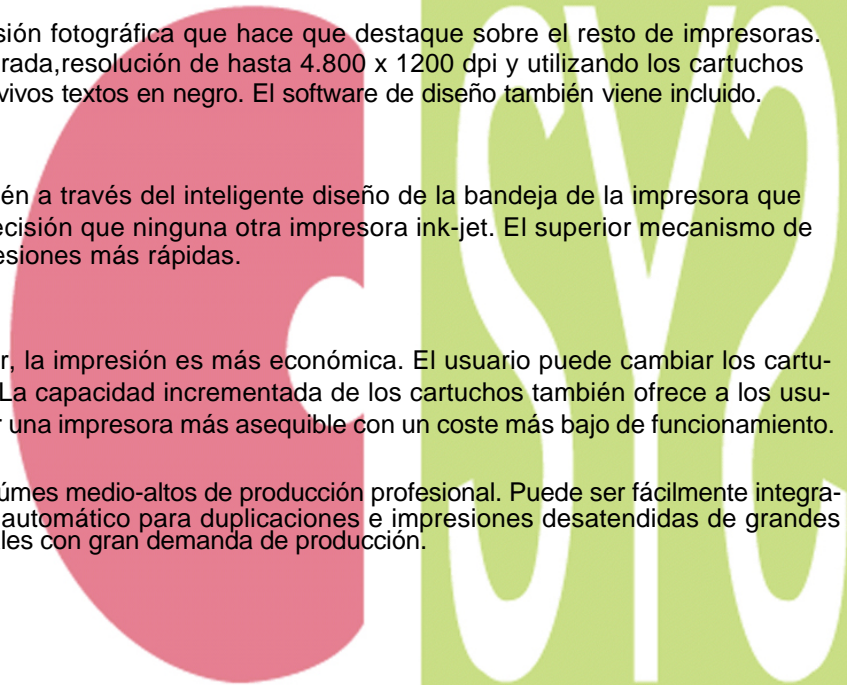 sión fotográfica que hace que destaque sobre el resto de impresoras.
rada,resolución de hasta 4.800 x 1200 dpi y utilizando los cartuchos
vivos textos en negro. El software de diseño también viene incluido.
én a través del inteligente diseño de la bandeja de la impresora que
ecisión que ninguna otra impresora ink-jet. El superior mecanismo de
esiones más rápidas.
r, la impresión es más económica. El usuario puede cambiar los cartu-
La capacidad incrementada de los cartuchos también ofrece a los usu-
r una impresora más asequible con un coste más bajo de funcionamiento.
úmes medio-altos de producción profesional. Puede ser fácilmente integra-
automático para duplicaciones e impresiones desatendidas de grandes
les con gran demanda de producción.
SYS